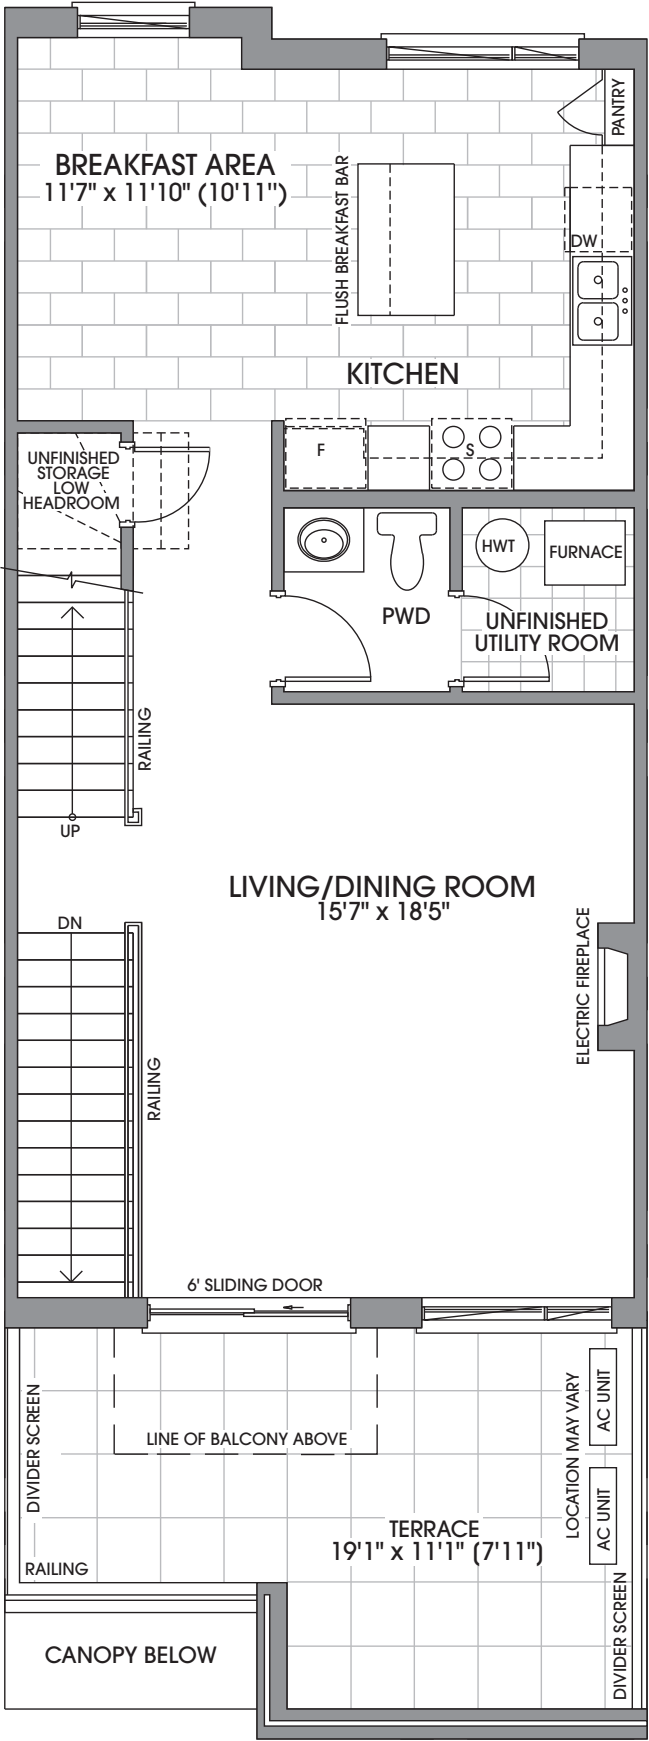 PANTRY
BREAKFAST AREA
11'7" x 11'10" (10'11")
FLUSH BREAKFAST BAR
DW
KITCHEN
F
S
UNFINISHED
STORAGE
LOW
HEADROOM
HWT
FURNACE
PWD
UNFINISHED
UTILITY ROOM
RAILING
UP
LIVING/DINING ROOM
15'7" x 18'5"
DN
ELECTRIC FIREPLACE
RAILING
6' SLIDING DOOR
DIVIDER SCREEN
LINE OF BALCONY ABOVE
LOCATION MAY VARY
AC UNIT
AC UNIT
TERRACE
19'1" x 11'1" (7'11")
RAILING
DIVIDER SCREEN
CANOPY BELOW